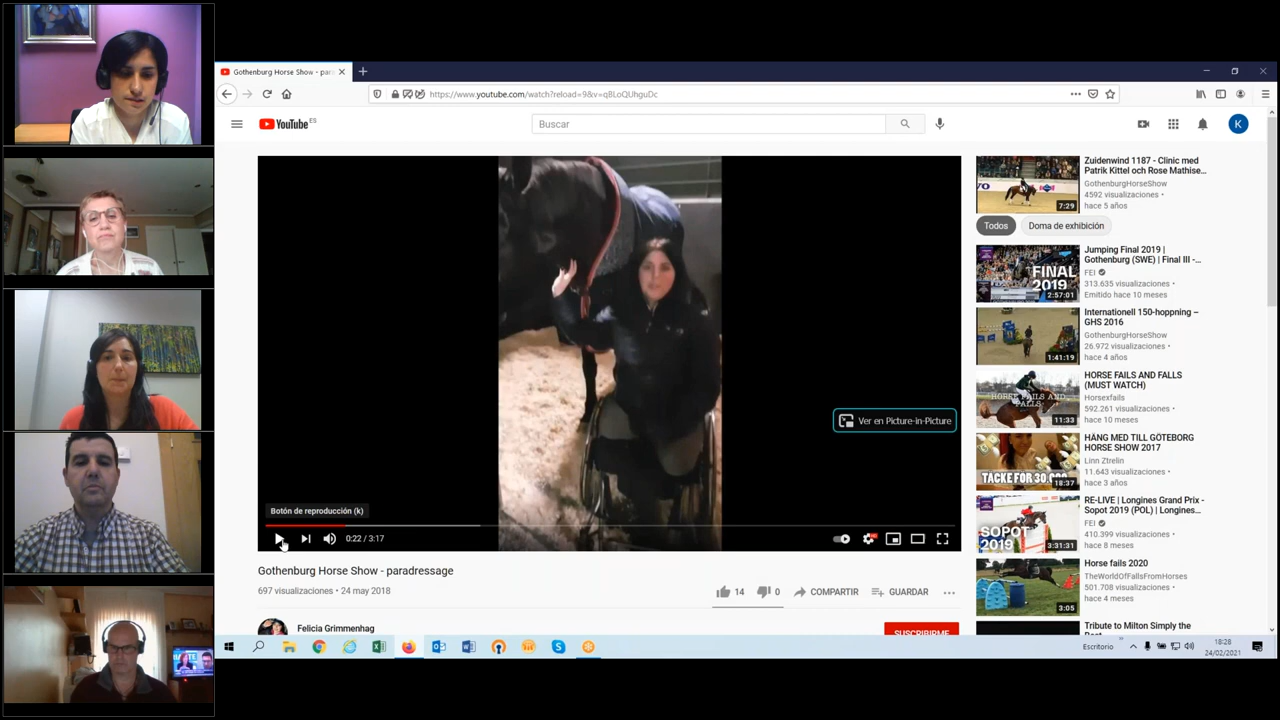 Gothenburg Horse Show - par
https://www.youtube.com/watch?reload=9&v=qBLoQUhguDc
YouTube ES
Buscar
K
Ver en Picture-in-Picture
Botón de reproducción (k)
0:22 / 3:17
Gothenburg Horse Show - paradressage
697 visualizaciones • 24 may 2018
14
0
COMPARTIR
GUARDAR
Felicia Grimmenhag
SUSCRIBIRME
Zuidenwind 1187 - Clinic med
Patrik Kittel och Rose Mathise...
GothenburgHorseShow
4592 visualizaciones •
hace 5 años
7:29
Todos
Doma de exhibición
Jumping Final 2019 |
Gothenburg (SWE) | Final III -...
FEI
313.635 visualizaciones •
Emitido hace 10 meses
FINAL
2019
2:57:01
Internationell 150-hoppning –
GHS 2016
GothenburgHorseShow
26.972 visualizaciones •
hace 4 años
1:41:19
HORSE FAILS AND FALLS
(MUST WATCH)
Horsexfails
592.261 visualizaciones •
hace 10 meses
HORSE FAILS AND
FALLS
11:33
HÄNG MED TILL GÖTEBORG
HORSE SHOW 2017
Linn Ztrelin
11.643 visualizaciones •
hace 3 años
TACKE FOR 30.0
18:37
RE-LIVE | Longines Grand Prix -
Sopot 2019 (POL) | Longines...
FEI
410.399 visualizaciones •
hace 8 meses
SOPOT
2019
3:31:31
Horse fails 2020
TheWorldOfFallsFromHorses
501.708 visualizaciones •
hace 4 meses
3:05
Tribute to Milton Simply the
Escritorio
18:28
24/02/2021